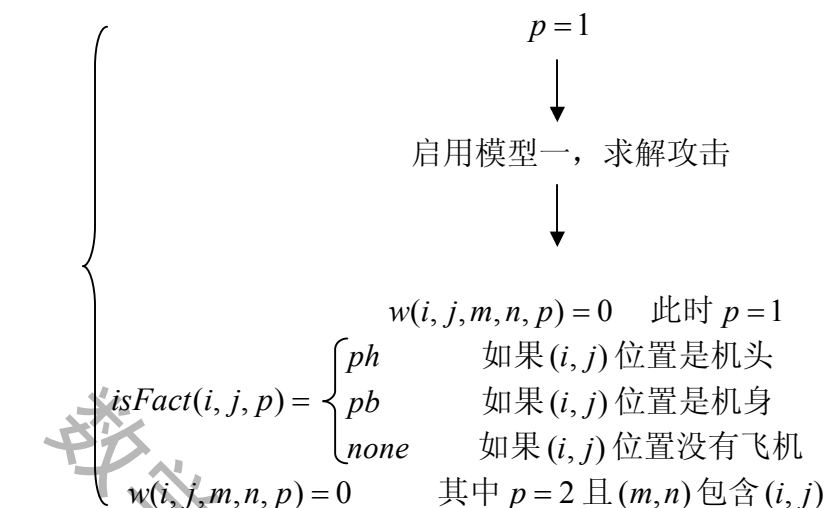 p = 1
启用模型一，求解攻击
w(i, j, m, n, p) = 0 此时 p = 1
isFact(i, j, p) = { ph 如果(i, j)位置是机头
pb 如果(i, j)位置是机身
none 如果(i, j)位置没有飞机
w(i, j, m, n, p) = 0 其中 p = 2 且(m, n)包含(i, j)
数学